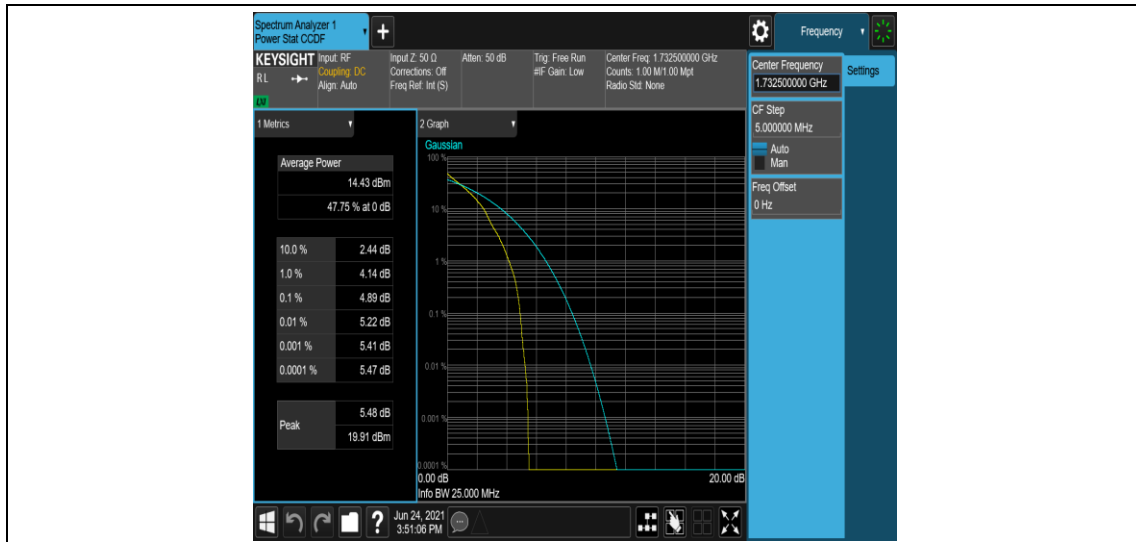 Spectrum Analyzer 1
Power Stat CCDF
+
Frequency
KEYSIGHT
RL
LXI
Input: RF
Coupling: DC
Align: Auto
Input Z: 50 Ω
Corrections: Off
Freq Ref: Int (S)
Atten: 50 dB
Trig: Free Run
#IF Gain: Low
Center Freq: 1.732500000 GHz
Counts: 1.00 M/1.00 Mpt
Radio Std: None
Center Frequency
1.732500000 GHz
Settings
CF Step
5.000000 MHz
Auto
Man
Freq Offset
0 Hz
1 Metrics
Average Power
14.43 dBm
47.75 % at 0 dB
10.0 % 2.44 dB
1.0 % 4.14 dB
0.1 % 4.89 dB
0.01 % 5.22 dB
0.001 % 5.41 dB
0.0001 % 5.47 dB
Peak
5.48 dB
19.91 dBm
2 Graph
Gaussian
100 %
10 %
1 %
0.1 %
0.01 %
0.001 %
0.0001 %
0.00 dB 20.00 dB
Info BW 25.000 MHz
?
Jun 24, 2021
3:51:06 PM